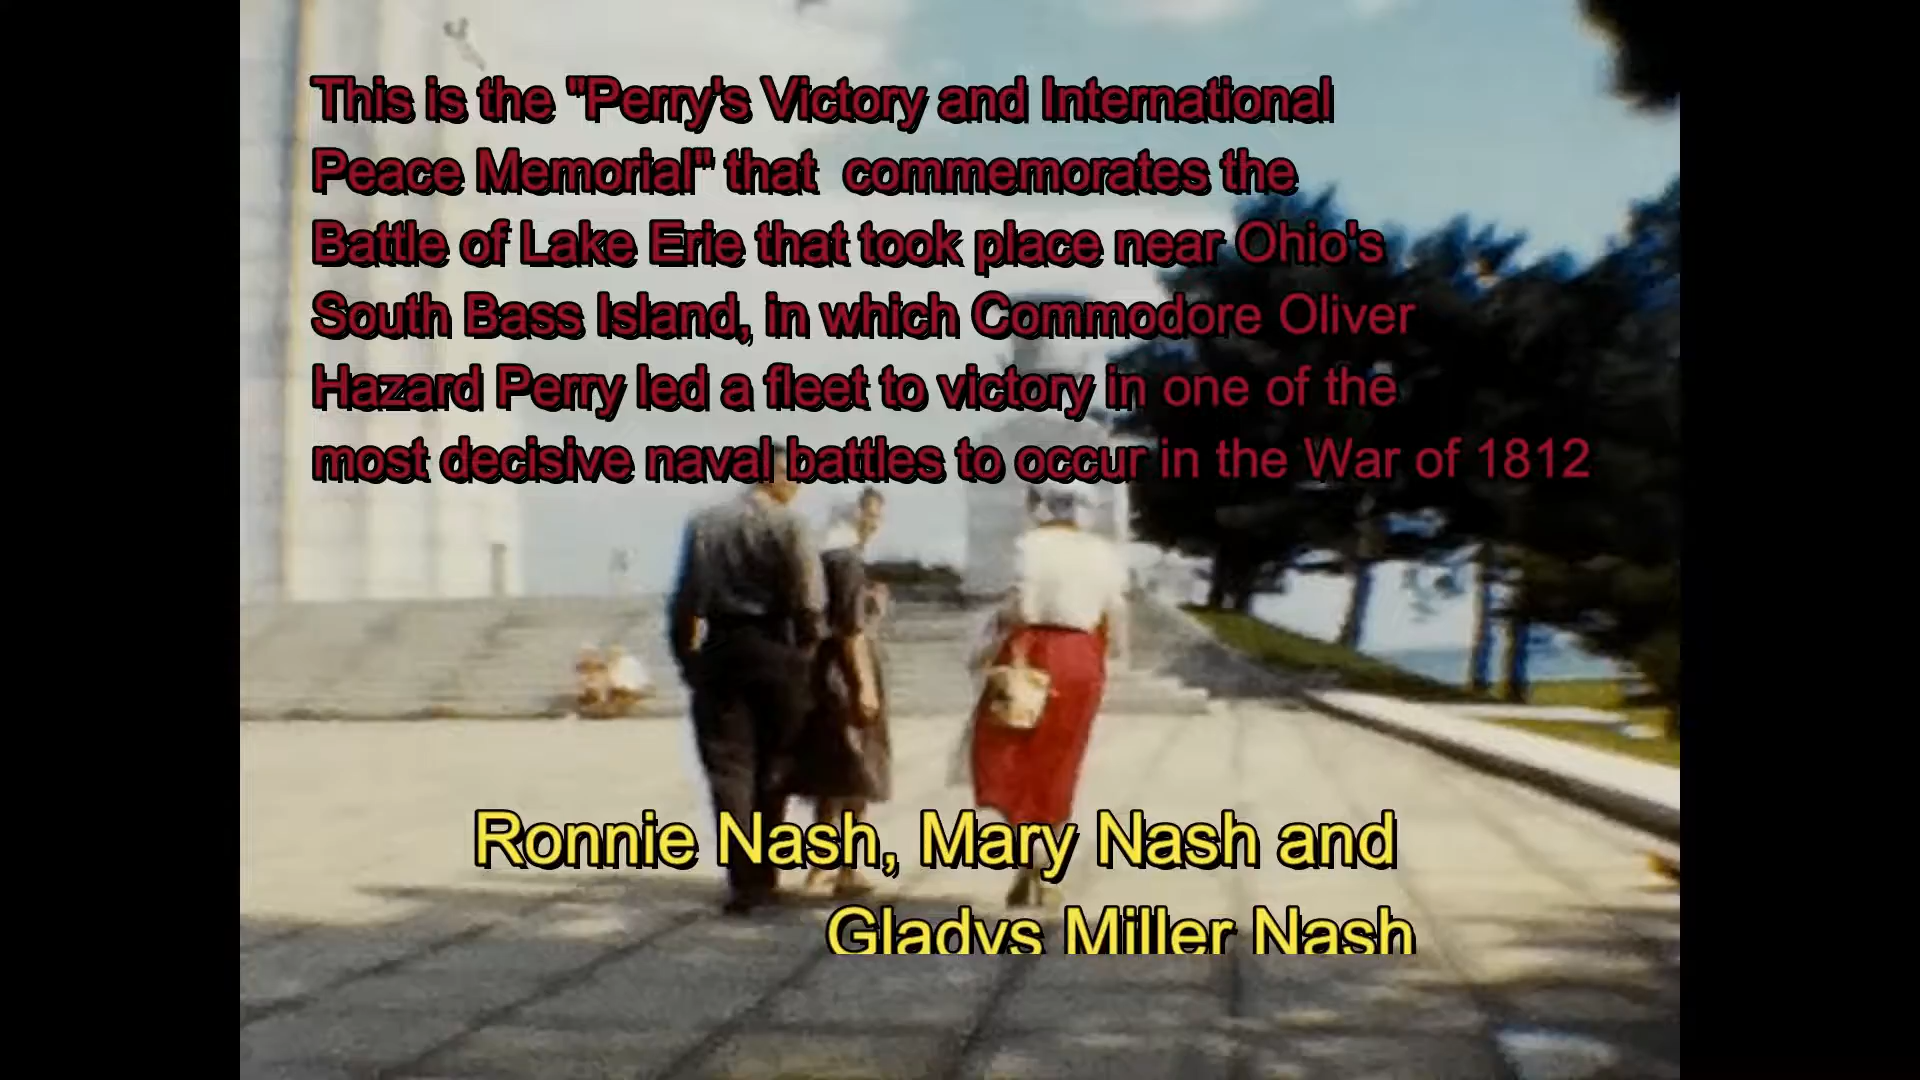 This is the "Perry's Victory and International
Peace Memorial" that  commemorates the
Battle of Lake Erie that took place near Ohio's
South Bass Island, in which Commodore Oliver
Hazard Perry led a fleet to victory in one of the
most decisive naval battles to occur in the War of 1812
Ronnie Nash, Mary Nash and
Gladys Miller Nash